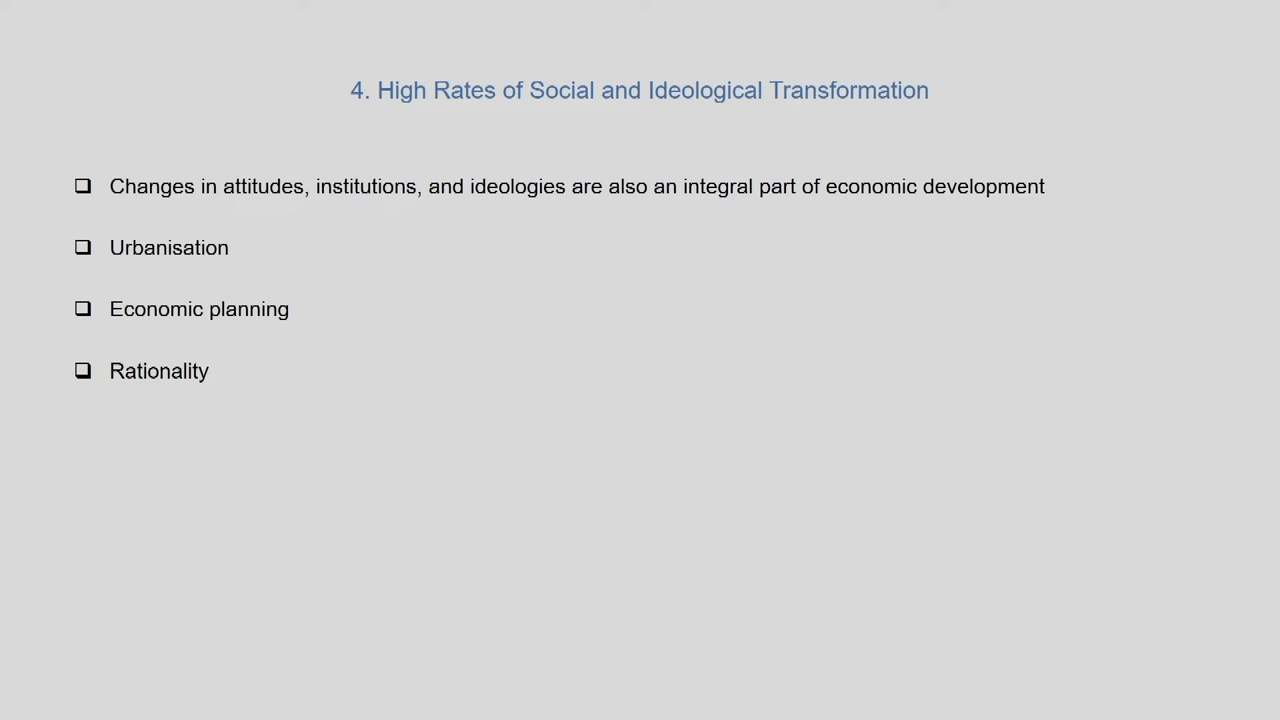 4. High Rates of Social and Ideological Transformation
❑ Changes in attitudes, institutions, and ideologies are also an integral part of economic development
❑ Urbanisation
❑ Economic planning
❑ Rationality